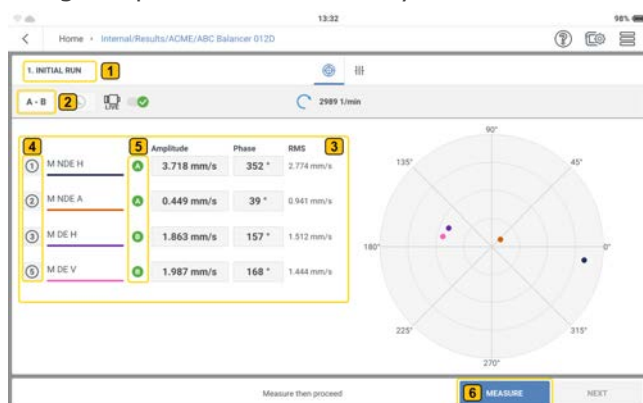 13:32
98%
Home › Internal/Results/ACME/ABC Balancer 012D
1. INITIAL RUN
1
A - B
2
LIVE
2989 1/min
4
5
Amplitude
Phase
RMS
3
1
M NDE H
A
3.718 mm/s
352 °
2.774 mm/s
2
M NDE A
A
0.449 mm/s
39 °
0.941 mm/s
3
M DE H
B
1.863 mm/s
157 °
1.512 mm/s
5
M DE V
B
1.987 mm/s
168 °
1.444 mm/s
90°
135°
45°
180°
0°
225°
315°
270°
Measure then proceed
6
MEASURE
NEXT